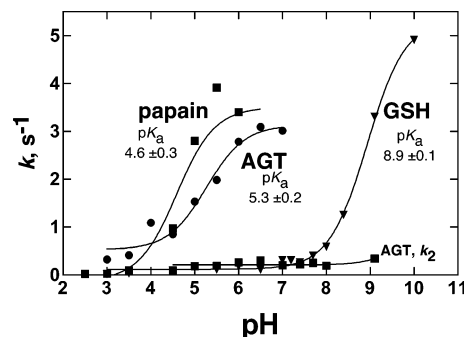 5
4
3
2
1
0
k, s-1
papain
pKa
4.6 ±0.3
AGT
pKa
5.3 ±0.2
GSH
pKa
8.9 ±0.1
AGT, k2
2 3 4 5 6 7 8 9 10 11
pH